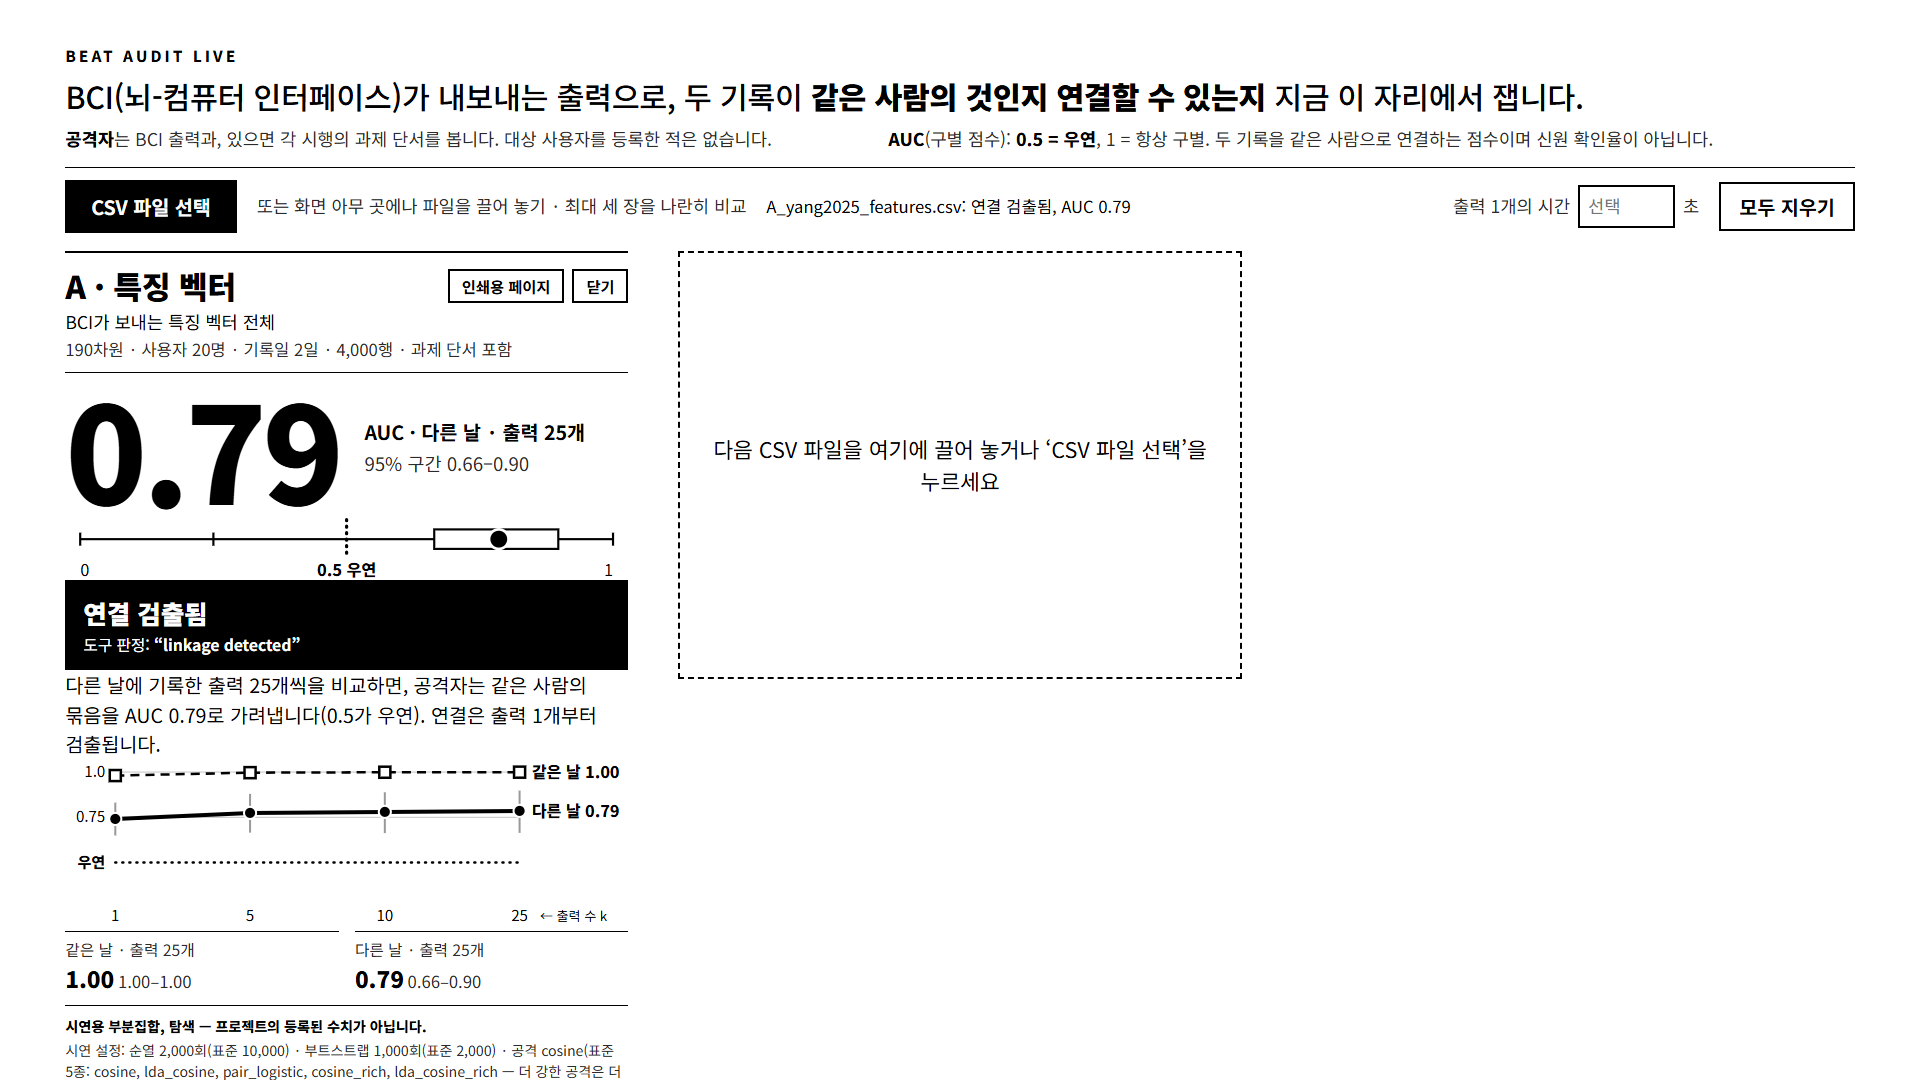 BEAT AUDIT LIVE
BCI(뇌-컴퓨터 인터페이스)가 내보내는 출력으로, 두 기록이 같은 사람의 것인지 연결할 수 있는지 지금 이 자리에서 잽니다.
공격자는 BCI 출력과, 있으면 각 시행의 과제 단서를 봅니다. 대상 사용자를 등록한 적은 없습니다.
AUC(구별 점수): 0.5 = 우연, 1 = 항상 구별. 두 기록을 같은 사람으로 연결하는 점수이며 신원 확인율이 아닙니다.
CSV 파일 선택
또는 화면 아무 곳에나 파일을 끌어 놓기 · 최대 세 장을 나란히 비교
A_yang2025_features.csv: 연결 검출됨, AUC 0.79
출력 1개의 시간
선택
초
모두 지우기
A · 특징 벡터
인쇄용 페이지
닫기
BCI가 보내는 특징 벡터 전체
190차원 · 사용자 20명 · 기록일 2일 · 4,000행 · 과제 단서 포함
0.79
AUC · 다른 날 · 출력 25개
95% 구간 0.66–0.90
0
0.5 우연
1
연결 검출됨
도구 판정: “linkage detected”
다른 날에 기록한 출력 25개씩을 비교하면, 공격자는 같은 사람의
묶음을 AUC 0.79로 가려냅니다(0.5가 우연). 연결은 출력 1개부터
검출됩니다.
1.0
같은 날 1.00
0.75
다른 날 0.79
우연
1
5
10
25
← 출력 수 k
같은 날 · 출력 25개
1.00 1.00–1.00
다른 날 · 출력 25개
0.79 0.66–0.90
시연용 부분집합, 탐색 — 프로젝트의 등록된 수치가 아닙니다.
시연 설정: 순열 2,000회(표준 10,000) · 부트스트랩 1,000회(표준 2,000) · 공격 cosine(표준
5종: cosine, lda_cosine, pair_logistic, cosine_rich, lda_cosine_rich — 더 강한 공격은 더
다음 CSV 파일을 여기에 끌어 놓거나 ‘CSV 파일 선택’을
누르세요